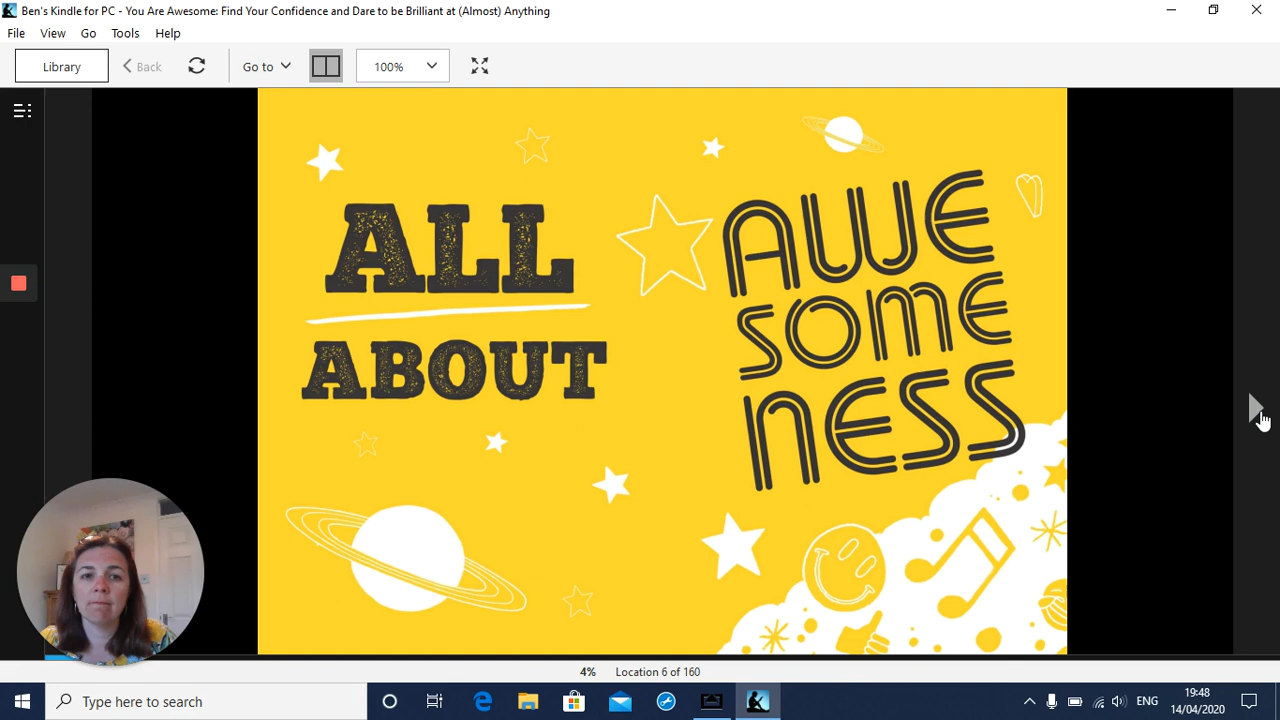 Ben's Kindle for PC - You Are Awesome: Find Your Confidence and Dare to be Brilliant at (Almost) Anything
File View Go Tools Help
Library Back Go to 100%
ALL
ABOUT
AWE
SOME
NESS
4% Location 6 of 160
Type here to search
ENG
19:48
14/04/2020